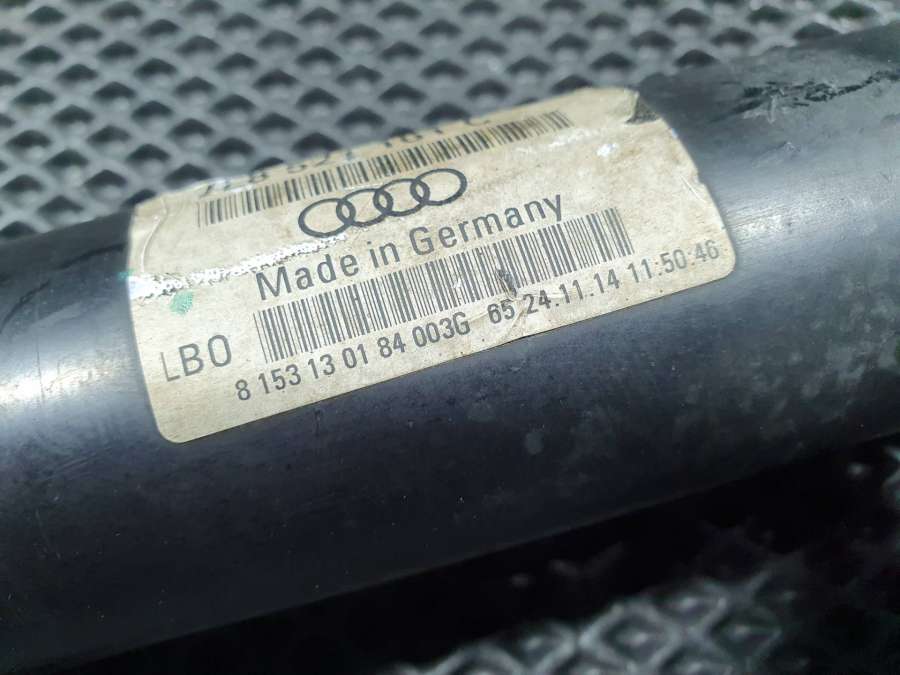 Made in Germany
LBO
8 153 13 01 84 003G 65 24.11.14 11:50:46